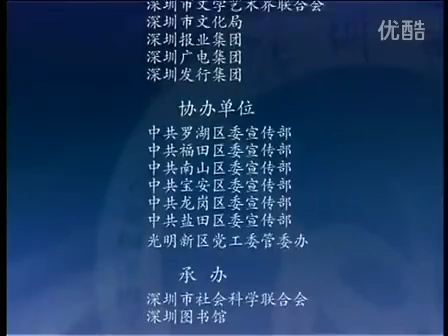 深圳市文学艺术界联合会
优酷
深圳市文化局
深圳报业集团
深圳广电集团
深圳发行集团
协办单位
中共罗湖区委宣传部
中共福田区委宣传部
中共南山区委宣传部
中共宝安区委宣传部
中共龙岗区委宣传部
中共盐田区委宣传部
光明新区党工委管委办
承 办
深圳市社会科学联合会
深圳图书馆